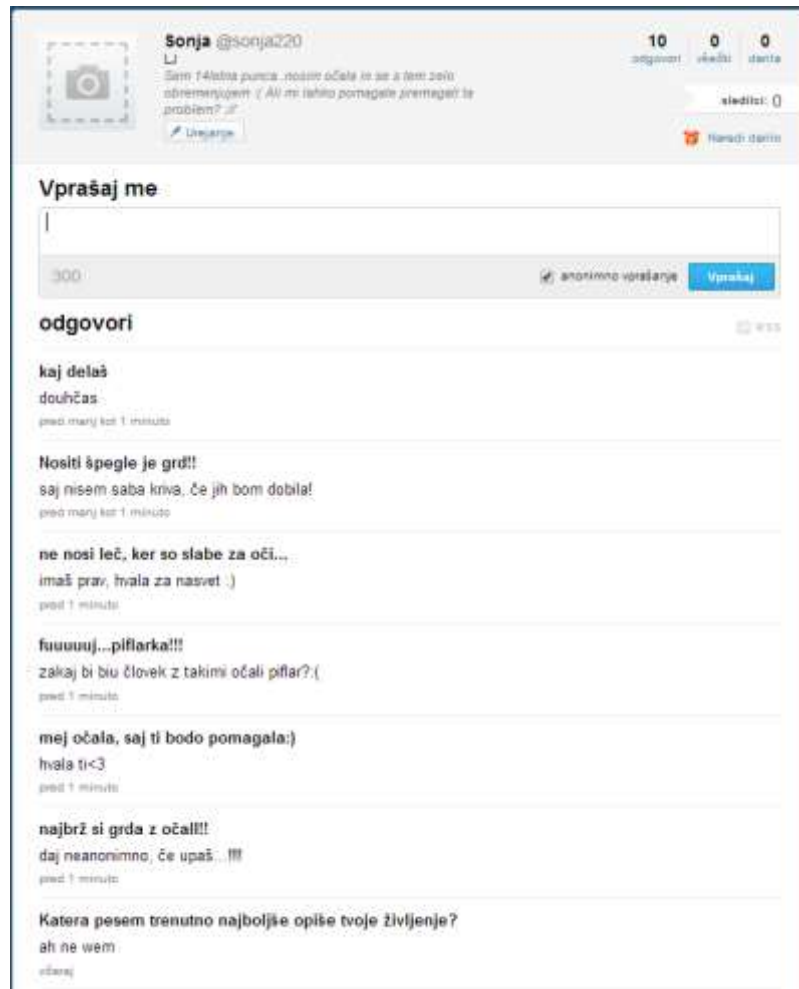 Sonja @sonja220
LJ
Sem 14letna punca .nosim očala in se s tem zelo
obremenjujem :( Ali mi lahko pomagate premagati ta
problem? :/
Urejanje
10 0 0
odgovori všečki darila
sledilci: 0
Naredi darilo
Vprašaj me
300
anonimno vprašanje
Vprašaj
odgovori
RSS
kaj delaš
douhčas
pred manj kot 1 minuto
Nositi špegle je grd!!
saj nisem saba kriva, če jih bom dobila!
pred manj kot 1 minuto
ne nosi leč, ker so slabe za oči...
imaš prav, hvala za nasvet :)
pred 1 minuto
fuuuuuj...piflarka!!!
zakaj bi biu človek z takimi očali piflar?:(
pred 1 minuto
mej očala, saj ti bodo pomagala:)
hvala ti<3
pred 1 minuto
najbrž si grda z očali!!
daj neanonimno, če upaš...!!!!
pred 1 minuto
Katera pesem trenutno najboljše opiše tvoje življenje?
ah ne wem
včeraj